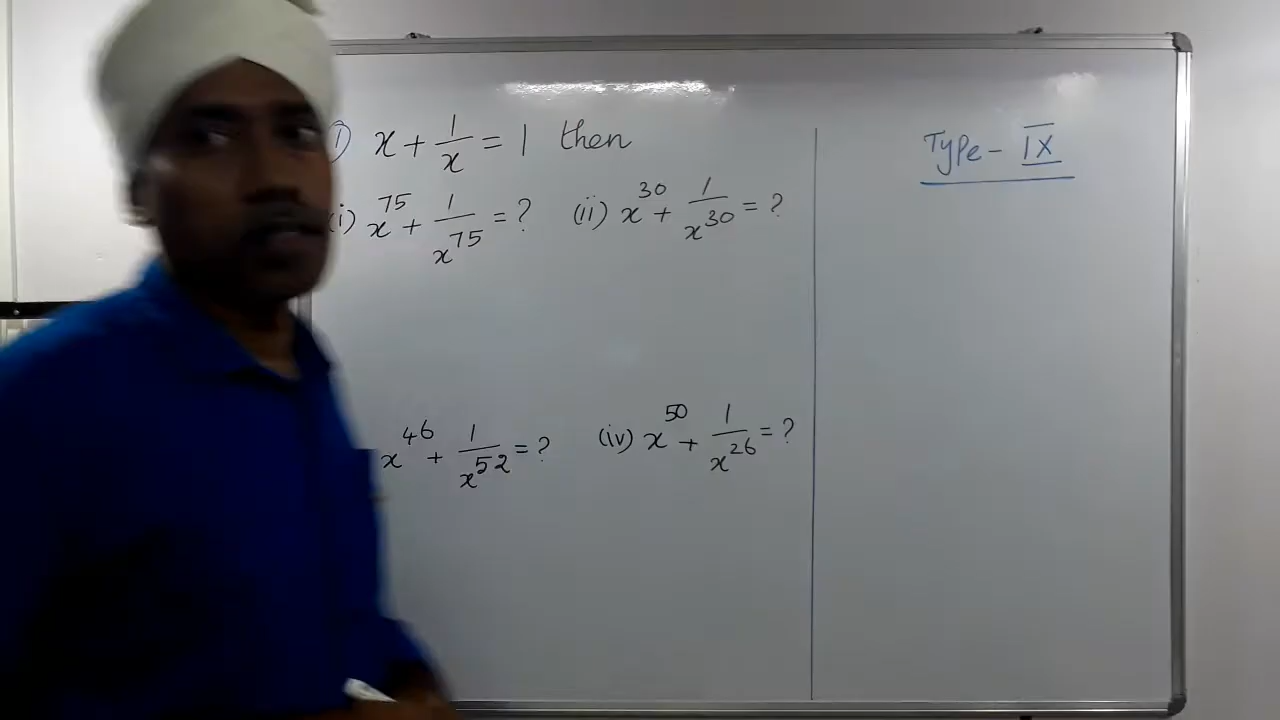 ① x + 1/x = 1 then
(i) x^75 + 1/x^75 = ? (ii) x^30 + 1/x^30 = ?
x^46 + 1/x^52 = ? (iv) x^50 + 1/x^26 = ?
Type - IX